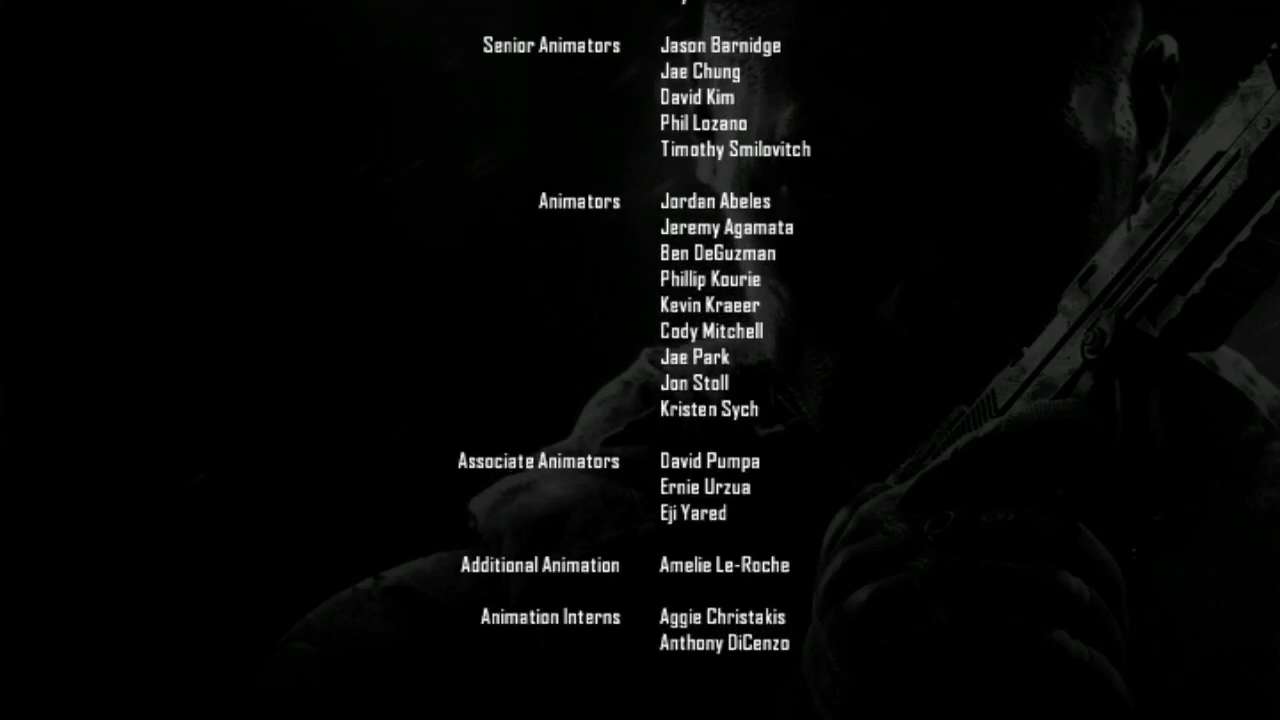 Senior Animators Jason Barnidge
Jae Chung
David Kim
Phil Lozano
Timothy Smilovitch
Animators Jordan Abeles
Jeremy Agamata
Ben DeGuzman
Phillip Kourie
Kevin Kraeer
Cody Mitchell
Jae Park
Jon Stoll
Kristen Sych
Associate Animators David Pumpa
Ernie Urzua
Eji Yared
Additional Animation Amelie Le-Roche
Animation Interns Aggie Christakis
Anthony DiCenzo